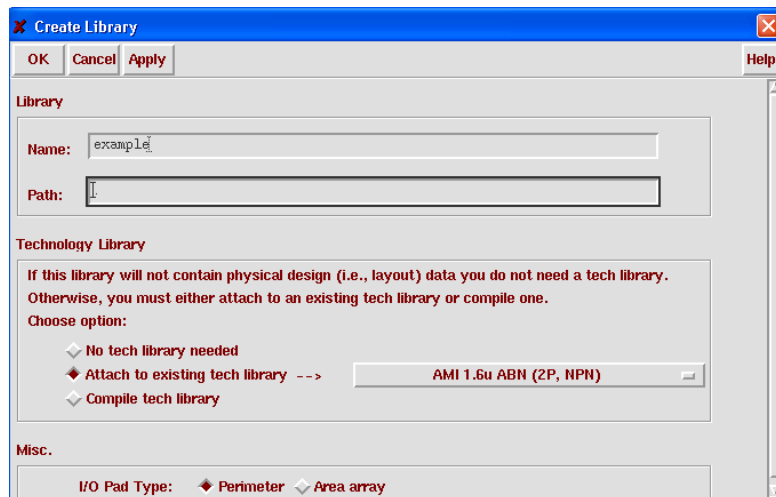 Create Library
OK Cancel Apply Help
Library
Name: example
Path:
Technology Library
If this library will not contain physical design (i.e., layout) data you do not need a tech library.
Otherwise, you must either attach to an existing tech library or compile one.
Choose option:
No tech library needed
Attach to existing tech library --> AMI 1.6u ABN (2P, NPN)
Compile tech library
Misc.
I/O Pad Type: Perimeter Area array